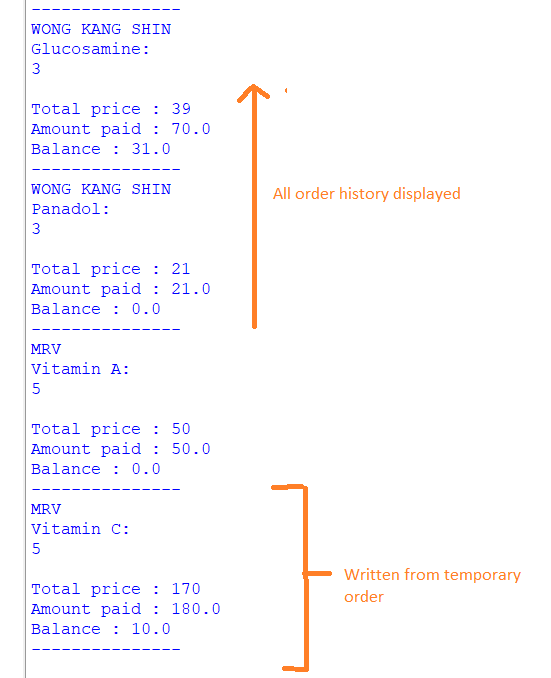 ---------------
WONG KANG SHIN
Glucosamine:
3
Total price : 39
Amount paid : 70.0
Balance : 31.0
---------------
WONG KANG SHIN
Panadol:
3
Total price : 21
Amount paid : 21.0
Balance : 0.0
---------------
MRV
Vitamin A:
5
Total price : 50
Amount paid : 50.0
Balance : 0.0
---------------
MRV
Vitamin C:
5
Total price : 170
Amount paid : 180.0
Balance : 10.0
---------------
All order history displayed
Written from temporary
order